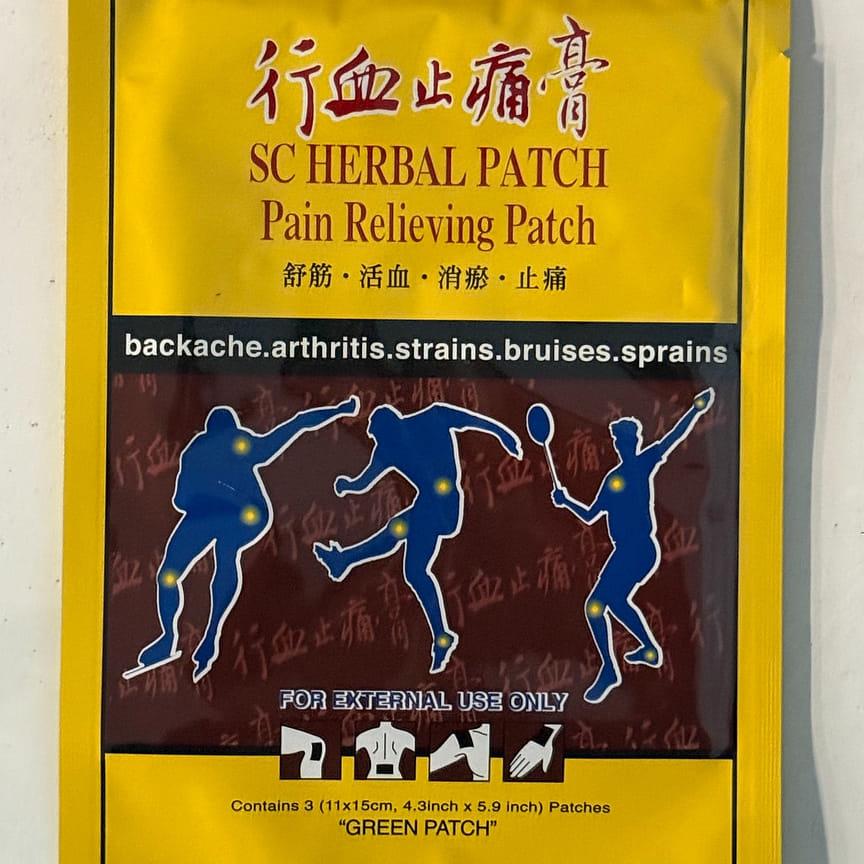 行血止痛膏
SC HERBAL PATCH
Pain Relieving Patch
舒筋・活血・消瘀・止痛
backache.arthritis.strains.bruises.sprains
FOR EXTERNAL USE ONLY
Contains 3 (11x15cm, 4.3inch x 5.9 inch) Patches
“GREEN PATCH”